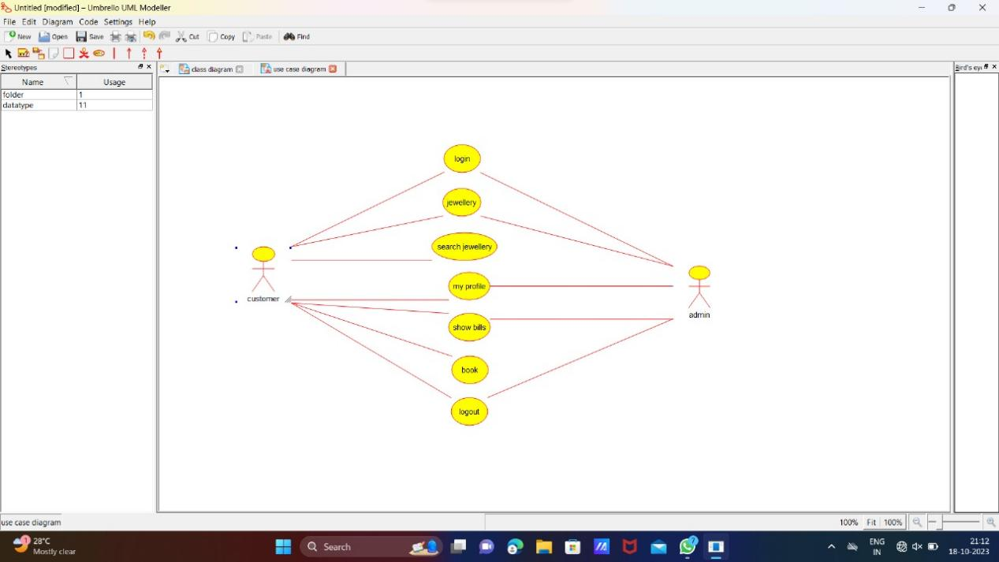 Untitled [modified] – Umbrello UML Modeller
File Edit Diagram Code Settings Help
New Open Save Cut Copy Paste Find
Stereotypes
class diagram use case diagram
Bird's eye
Name Usage
folder 1
datatype 11
login
jewellery
search jewellery
my profile
customer
admin
show bills
book
logout
use case diagram
100% Fit 100%
28°C
Mostly clear
Search
ENG
IN
21:12
18-10-2023